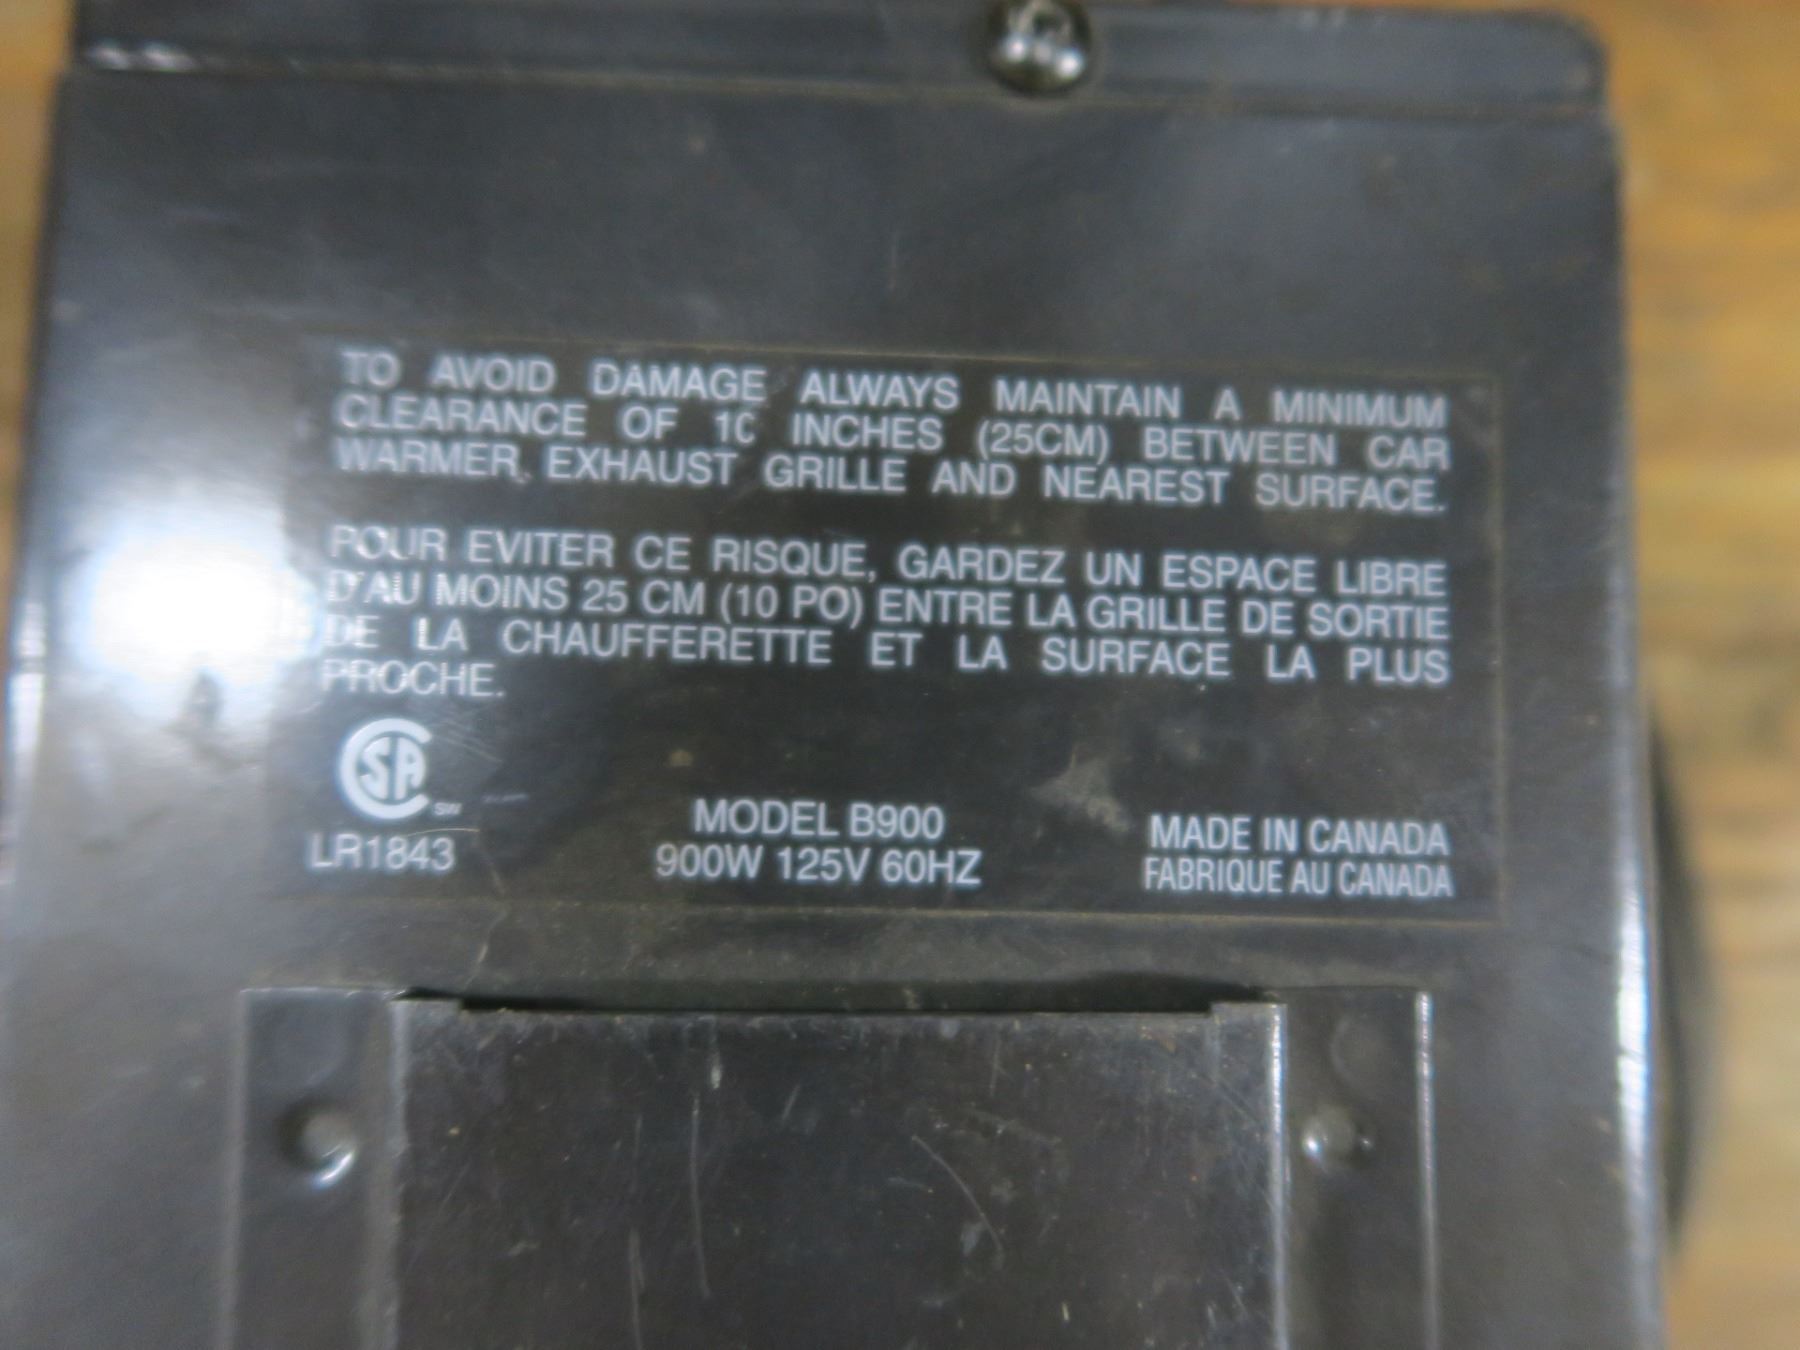 TO AVOID DAMAGE ALWAYS MAINTAIN A MINIMUM
CLEARANCE OF 10 INCHES (25CM) BETWEEN CAR
WARMER EXHAUST GRILLE AND NEAREST SURFACE.
POUR EVITER CE RISQUE, GARDEZ UN ESPACE LIBRE
D'AU MOINS 25 CM (10 PO) ENTRE LA GRILLE DE SORTIE
DE LA CHAUFFERETTE ET LA SURFACE LA PLUS
PROCHE.
CSA SW
LR1843
MODEL B900
900W 125V 60HZ
MADE IN CANADA
FABRIQUE AU CANADA